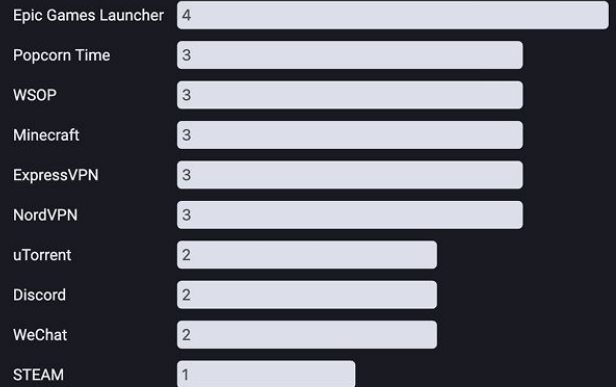 Epic Games Launcher 4
Popcorn Time 3
WSOP 3
Minecraft 3
ExpressVPN 3
NordVPN 3
uTorrent 2
Discord 2
WeChat 2
STEAM 1